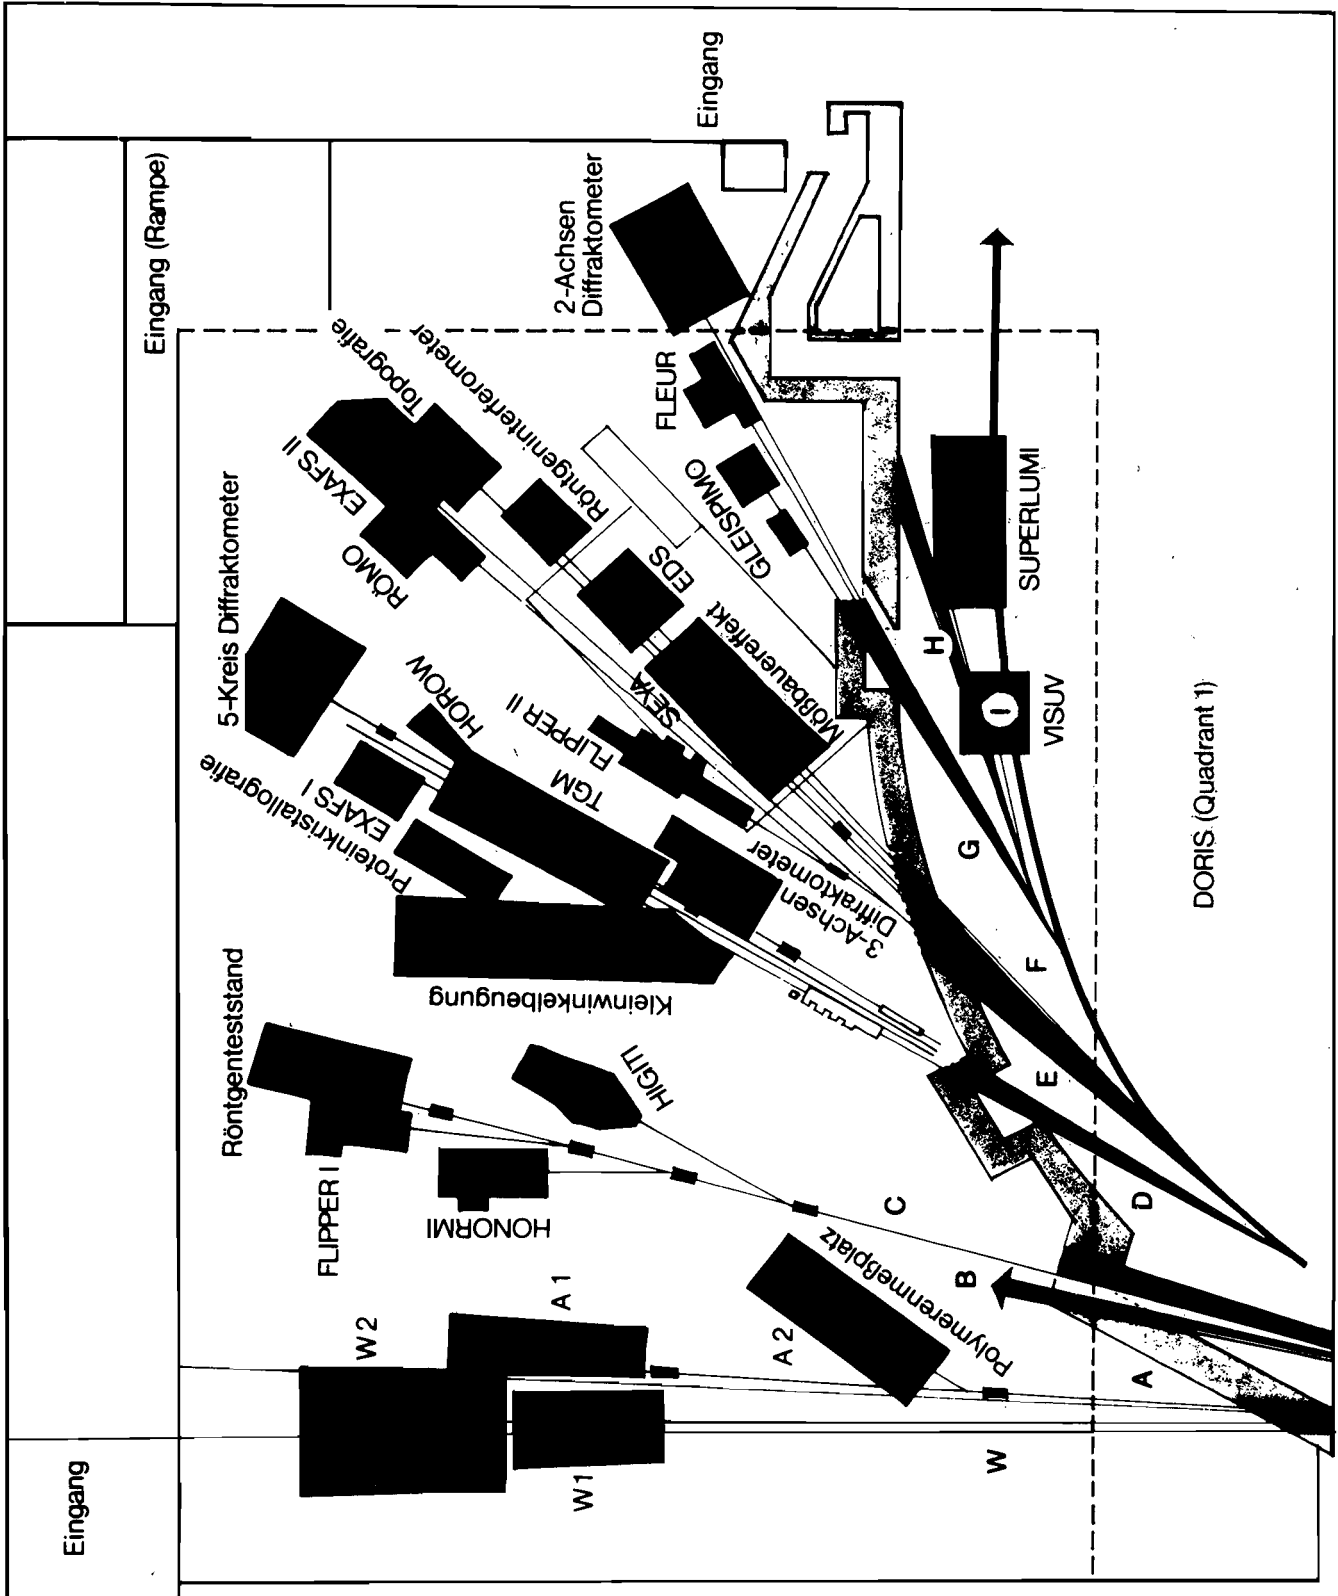 Eingang
Eingang (Rampe)
Eingang
2-Achsen
Diffraktometer
Topografie
EXAFS II
RÖMO
Röntgeninterferometer
FLEUR
GLEISPIMO
EDS
Mößbauereffekt
SEYA
FLIPPER II
5-Kreis Diffraktometer
HOROW
TGM
EXAFS I
Proteinkristallografie
3-Achsen
Diffraktometer
Kleinwinkelbeugung
Röntgenteststand
HIGITI
FLIPPER I
HONORMI
W 2
A 1
A 2
Polymerenmeßplatz
W 1
W
A
B
C
D
E
F
G
H
I
VISUV
SUPERLUMI
DORIS (Quadrant 1)